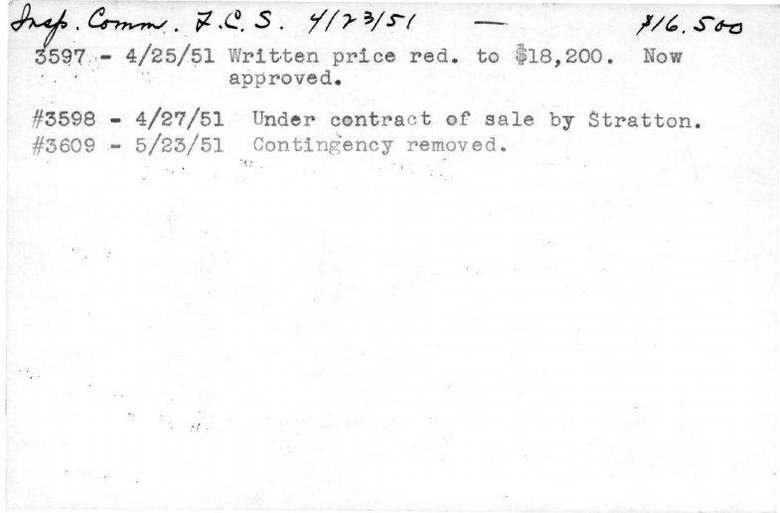 Insp. Comm. F.C.S. 4/23/51 — $16.500
3597 - 4/25/51 Written price red. to $18,200. Now
approved.
#3598 - 4/27/51 Under contract of sale by Stratton.
#3609 - 5/23/51 Contingency removed.